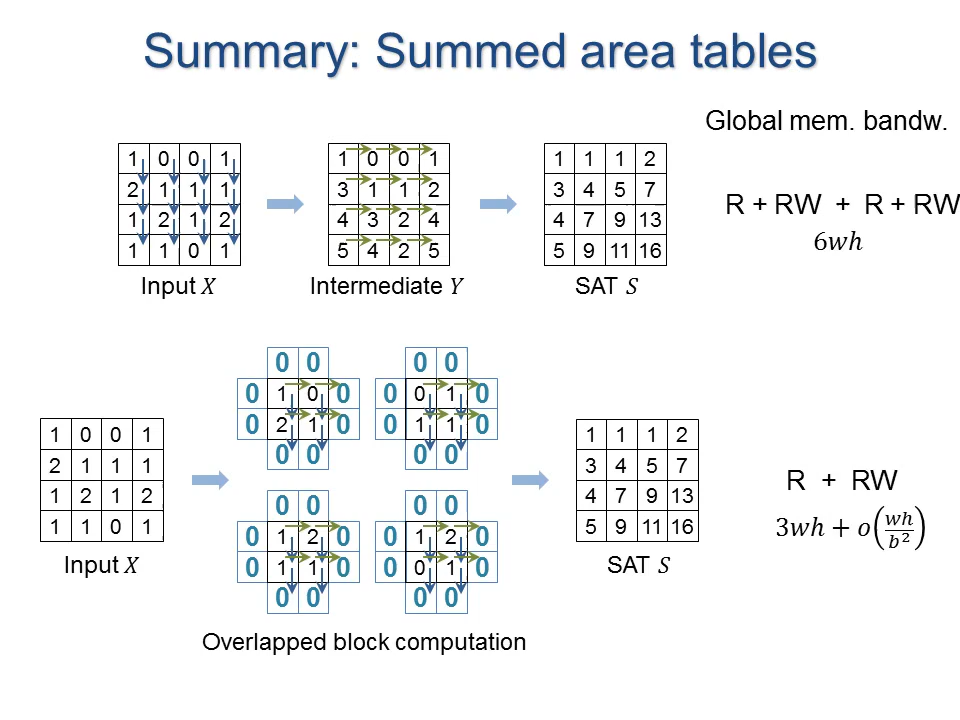 Summary: Summed area tables
Global mem. bandw.
1 0 0 1
2 1 1 1
1 2 1 2
1 1 0 1
Input X
1 0 0 1
3 1 1 2
4 3 2 4
5 4 2 5
Intermediate Y
1 1 1 2
3 4 5 7
4 7 9 13
5 9 11 16
SAT S
R + RW + R + RW
6wh
1 0 0 1
2 1 1 1
1 2 1 2
1 1 0 1
Input X
0 0
0 1 0 0
0 2 1 0
0 0
0 0
0 0 1 0
0 1 1 0
0 0
0 0
0 1 2 0
0 1 1 0
0 0
0 0
0 1 2 0
0 0 1 0
0 0
Overlapped block computation
1 1 1 2
3 4 5 7
4 7 9 13
5 9 11 16
SAT S
R + RW
3wh + o(wh/b²)